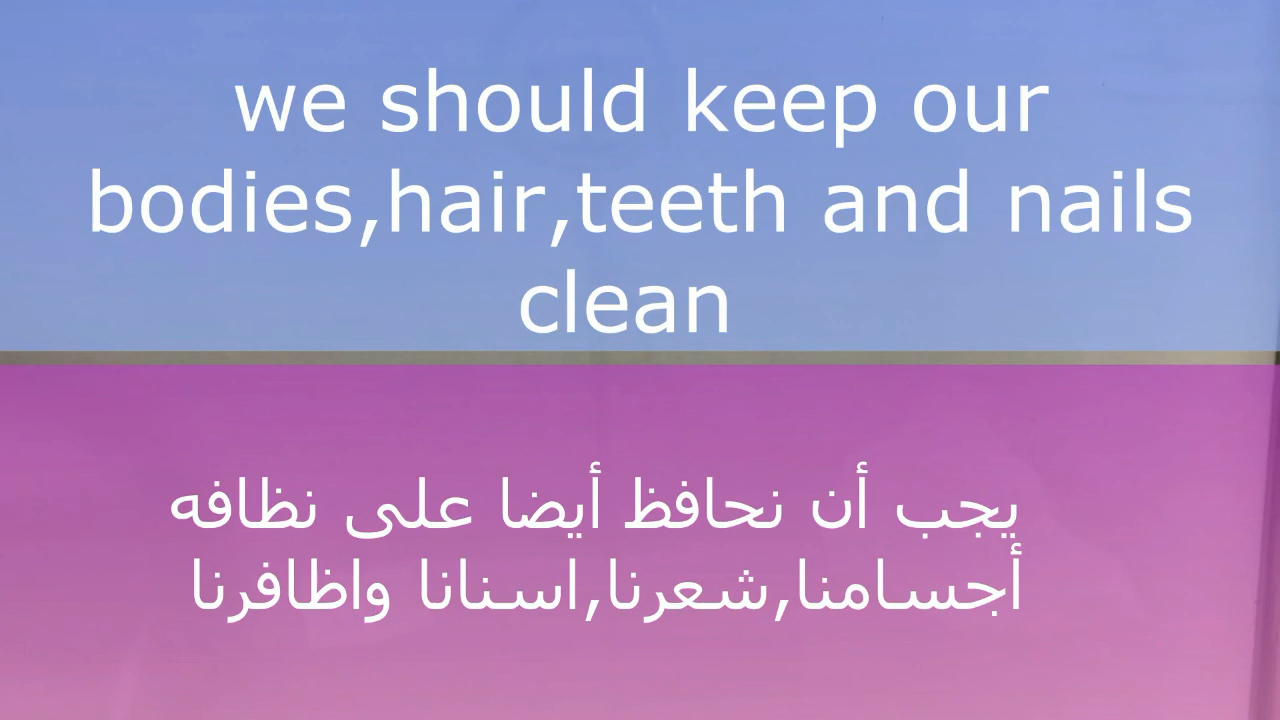 we should keep our
bodies,hair,teeth and nails
clean
يجب أن نحافظ أيضا على نظافه
أجسامنا,شعرنا,اسنانا واظافرنا